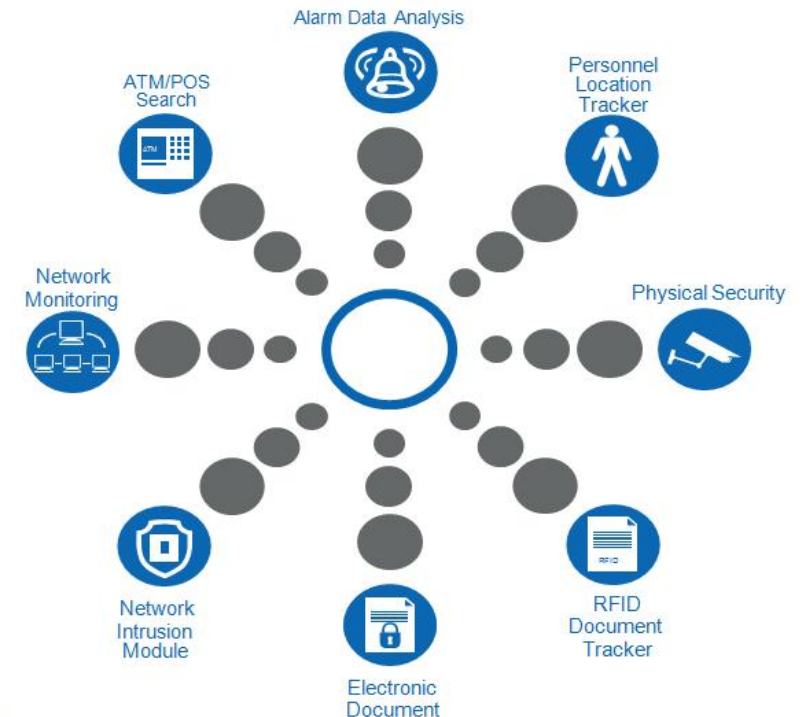 Alarm Data Analysis
ATM/POS
Search
ATM
Personnel
Location
Tracker
Network
Monitoring
Physical Security
Network
Intrusion
Module
RFID
RFID
Document
Tracker
Electronic
Document